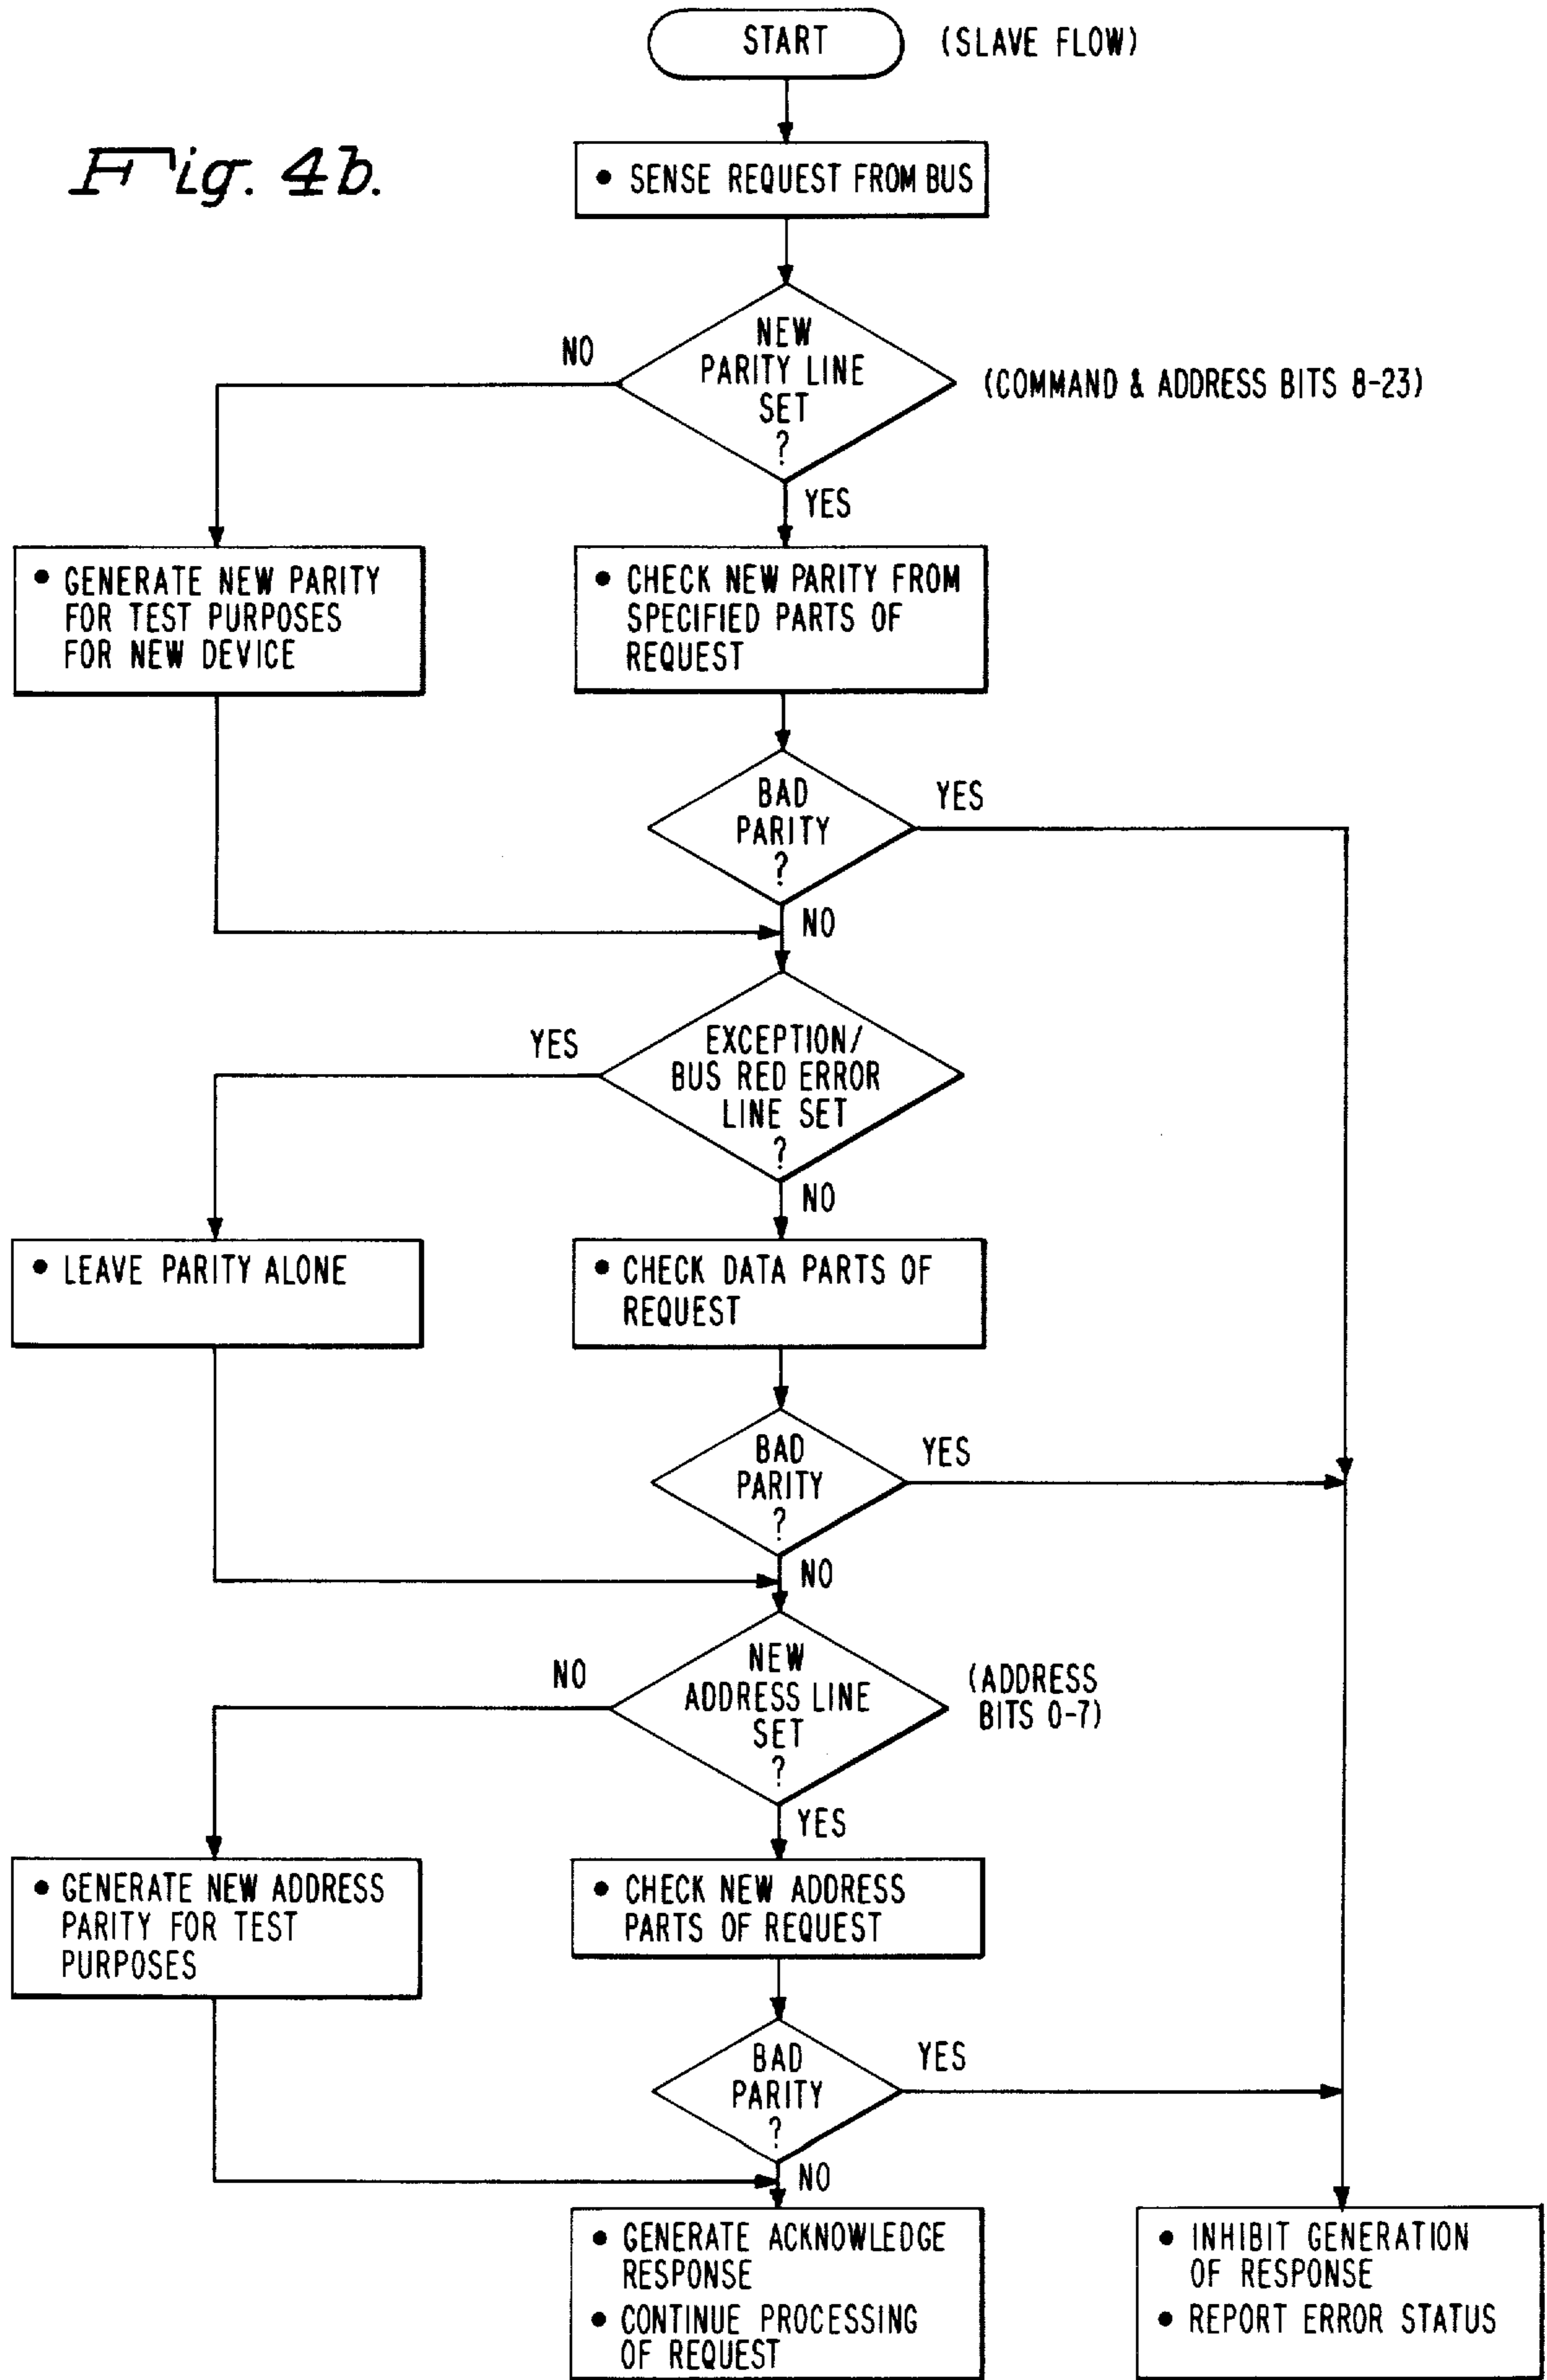 START
(SLAVE FLOW)
Fig. 4b.
• SENSE REQUEST FROM BUS
NEW
PARITY LINE
SET
?
NO
(COMMAND & ADDRESS BITS 8-23)
YES
• GENERATE NEW PARITY
FOR TEST PURPOSES
FOR NEW DEVICE
• CHECK NEW PARITY FROM
SPECIFIED PARTS OF
REQUEST
BAD
PARITY
?
YES
NO
EXCEPTION/
BUS RED ERROR
LINE SET
?
YES
NO
• LEAVE PARITY ALONE
• CHECK DATA PARTS OF
REQUEST
BAD
PARITY
?
YES
NO
NEW
ADDRESS LINE
SET
?
NO
(ADDRESS
BITS 0-7)
YES
• GENERATE NEW ADDRESS
PARITY FOR TEST
PURPOSES
• CHECK NEW ADDRESS
PARTS OF REQUEST
BAD
PARITY
?
YES
NO
• GENERATE ACKNOWLEDGE
RESPONSE
• CONTINUE PROCESSING
OF REQUEST
• INHIBIT GENERATION
OF RESPONSE
• REPORT ERROR STATUS